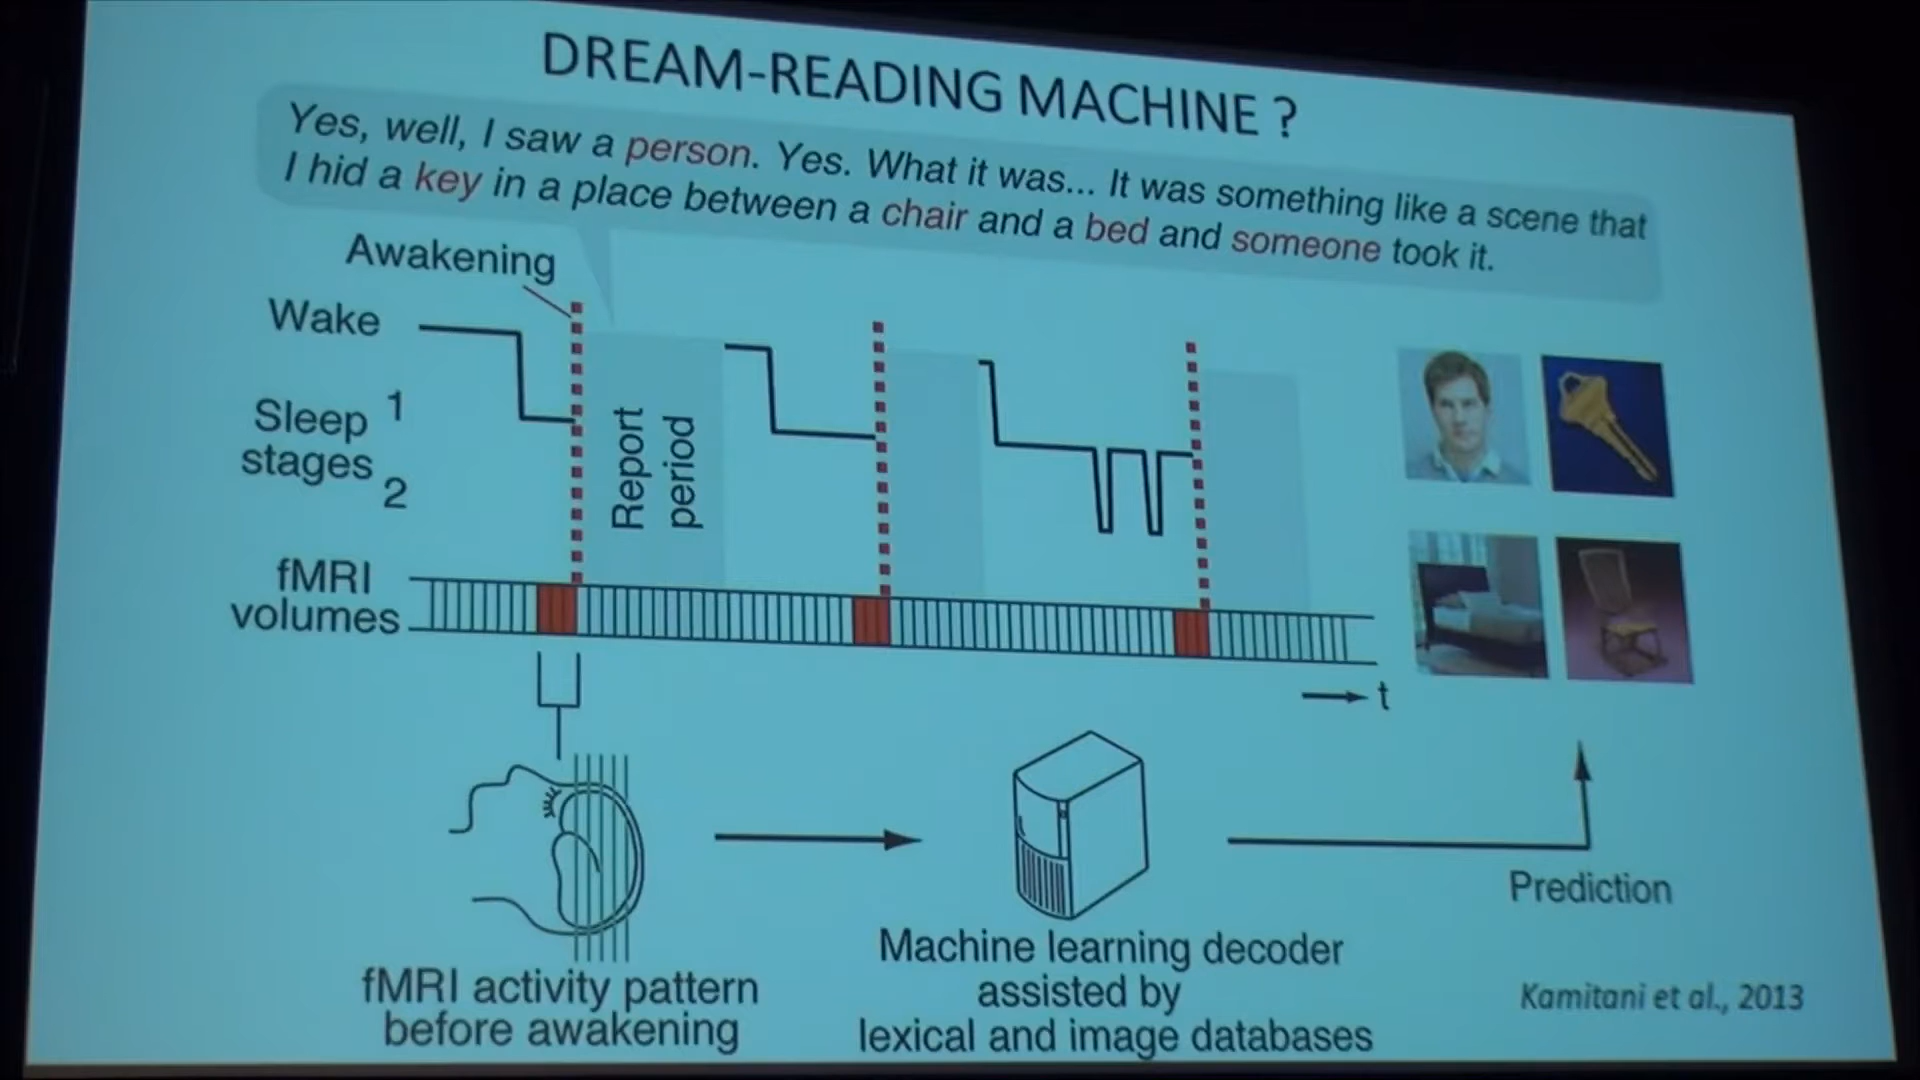 DREAM-READING MACHINE ?
Yes, well, I saw a person. Yes. What it was... It was something like a scene that
I hid a key in a place between a chair and a bed and someone took it.
Awakening
Wake
Sleep 1
stages 2
Report
period
fMRI
volumes
t
Prediction
fMRI activity pattern
before awakening
Machine learning decoder
assisted by
lexical and image databases
Kamitani et al., 2013